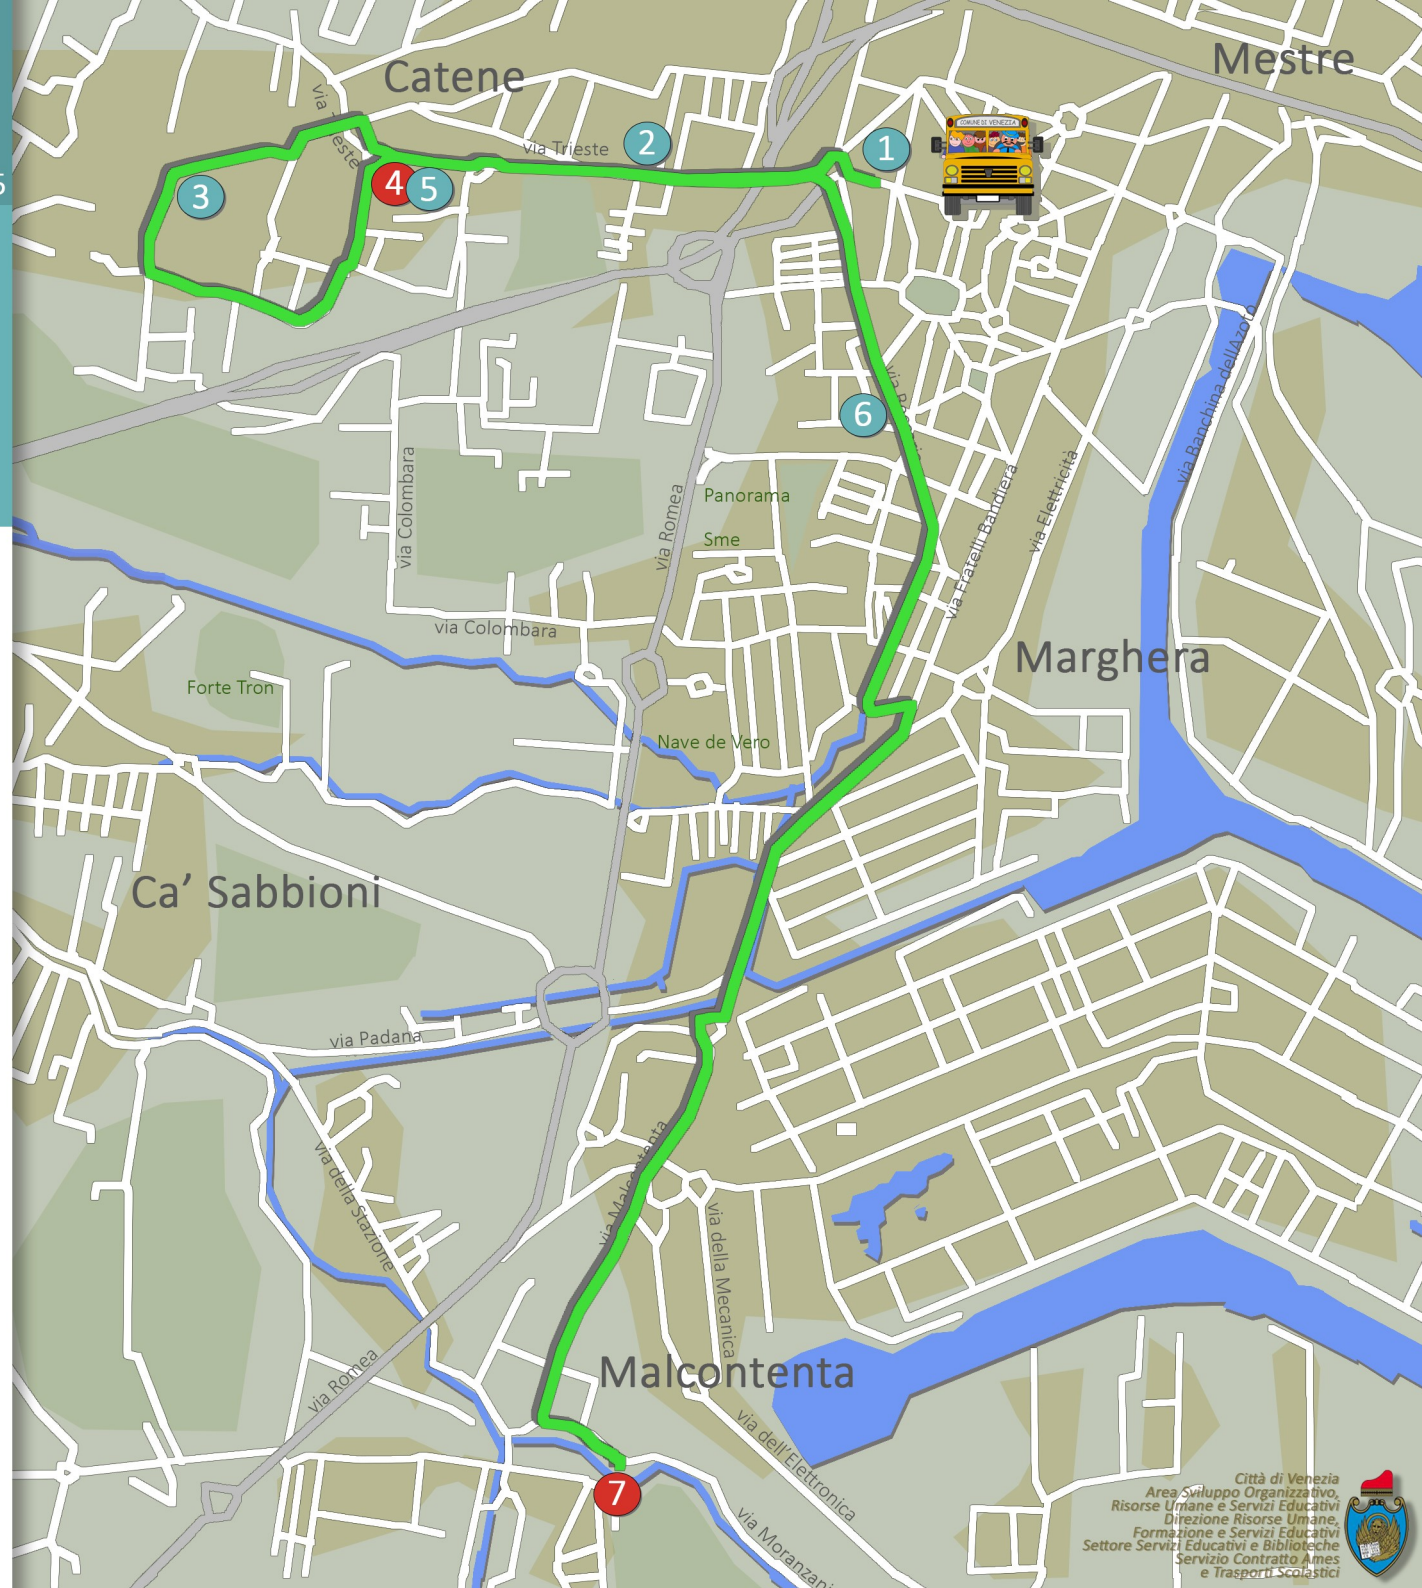 Mestre
Catene
COMUNE DI VENEZIA
via Trieste
via Trieste
1
2
3
4
5
6
via Banchina dell'Azoto
via Colombara
via Romea
Panorama
Sme
via Fratelli Bandiera
via Elettricità
via Colombara
Marghera
Forte Tron
Nave de Vero
Ca' Sabbioni
via Padana
via Malcontenta
via della Stazione
via della Mecanica
Malcontenta
via Romea
via dell'Elettronica
7
via Moranzani
Città di Venezia
Area Sviluppo Organizzativo,
Risorse Umane e Servizi Educativi
Direzione Risorse Umane,
Formazione e Servizi Educativi
Settore Servizi Educativi e Biblioteche
Servizio Contratto Ames
e Trasporti Scolastici